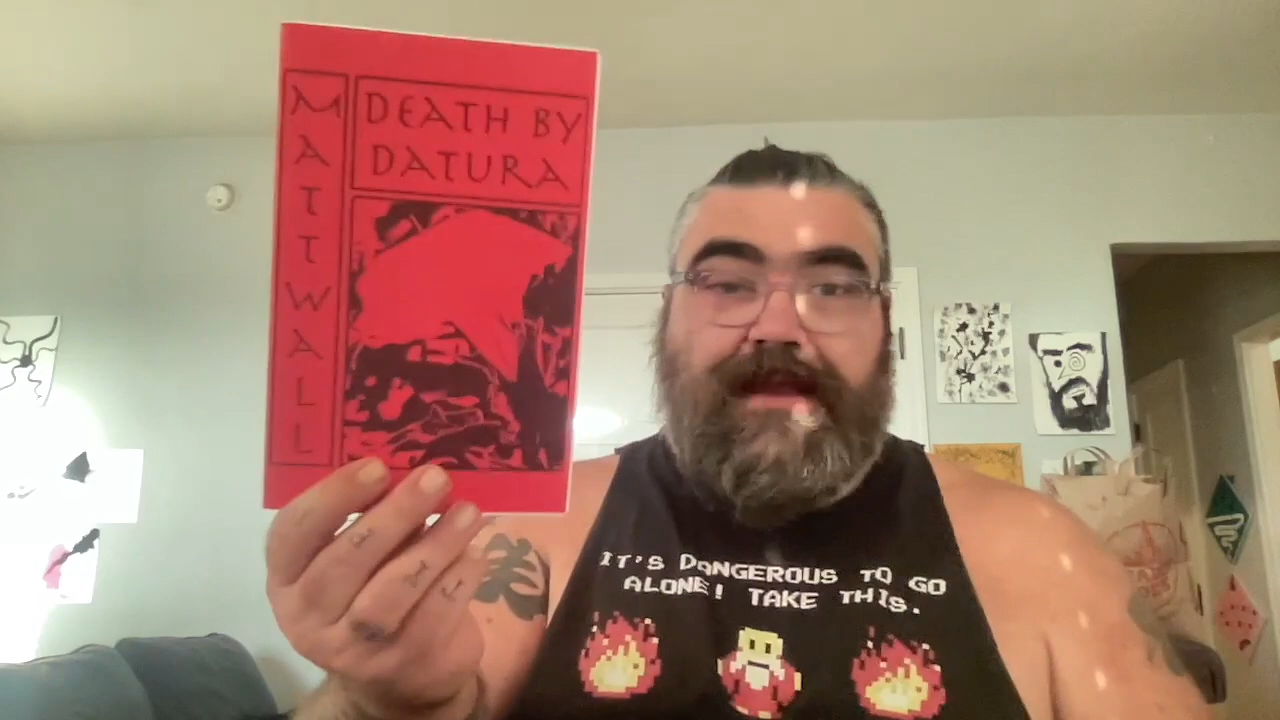 MATT WALL
DEATH BY
DATURA
IT'S DANGEROUS TO GO
ALONE! TAKE THIS.